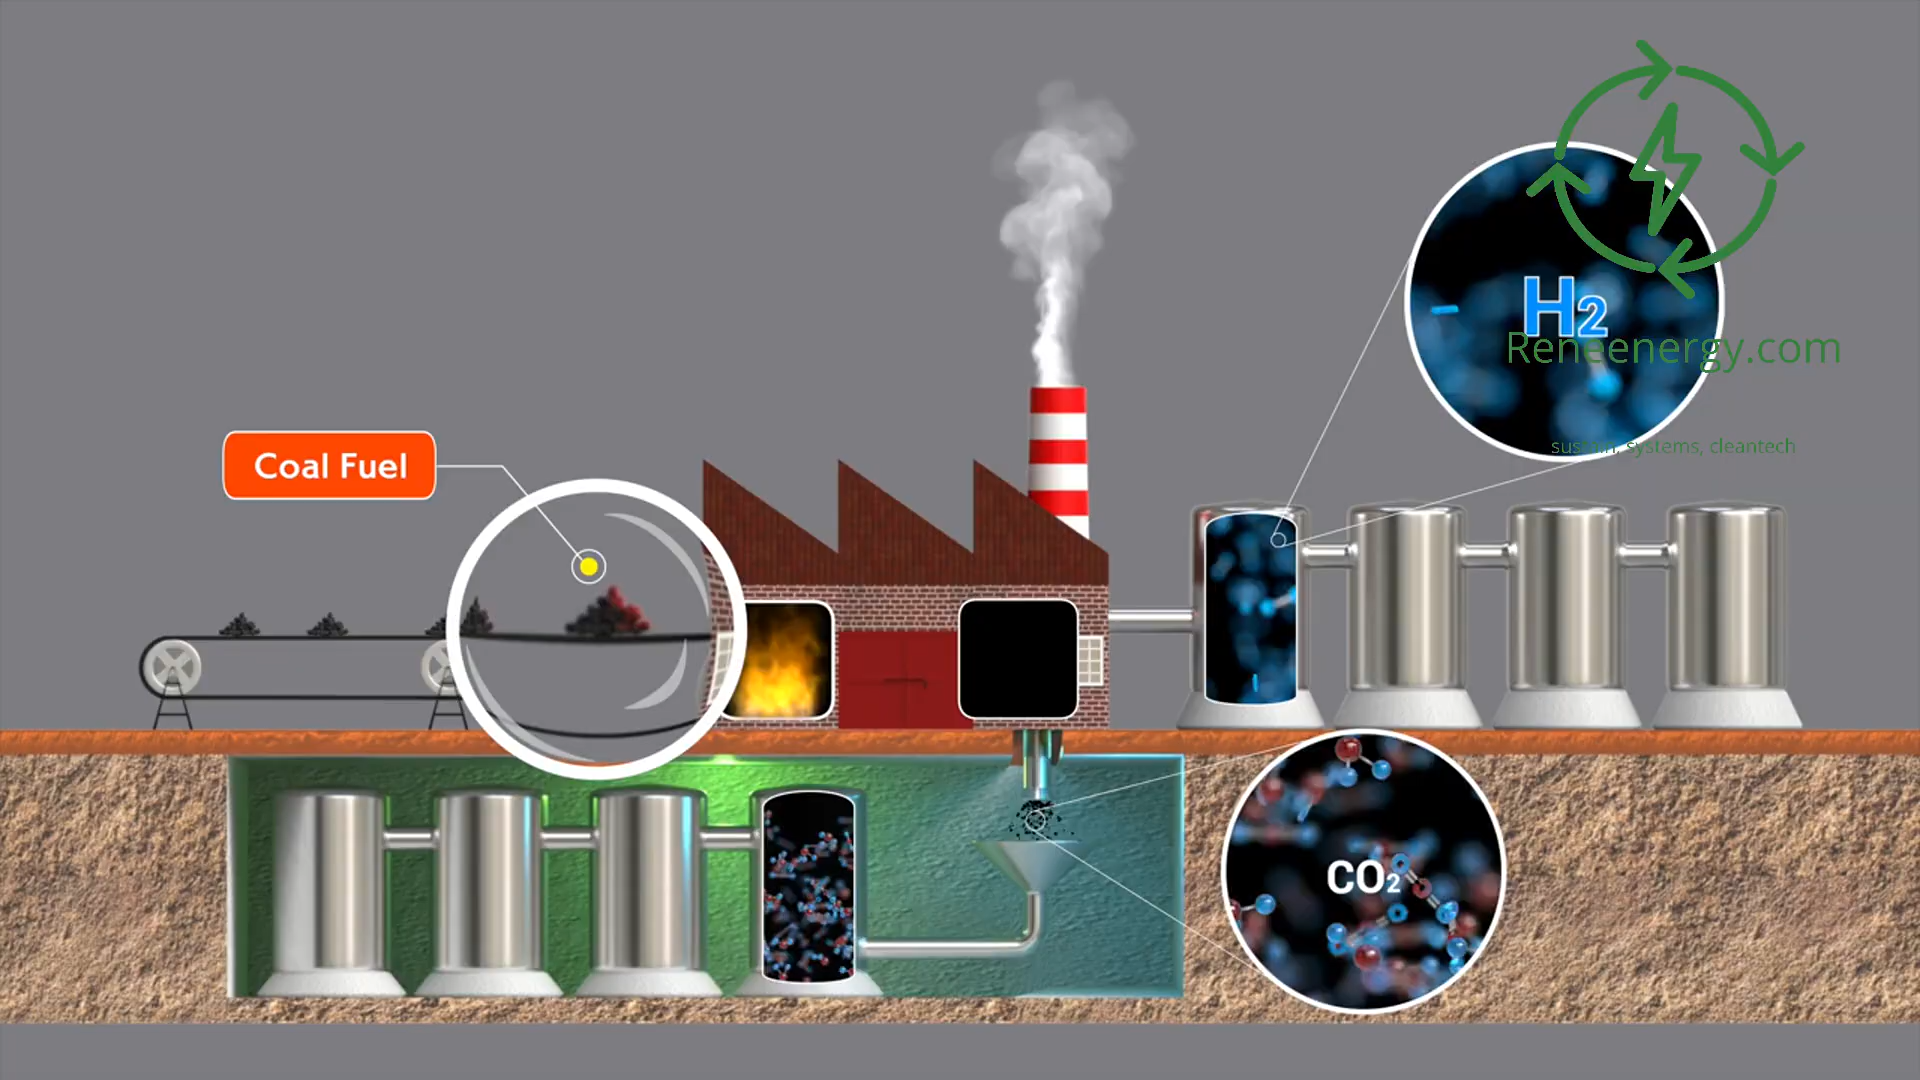 H2
Reneenergy.com
Coal Fuel
systems, cleantech
CO2